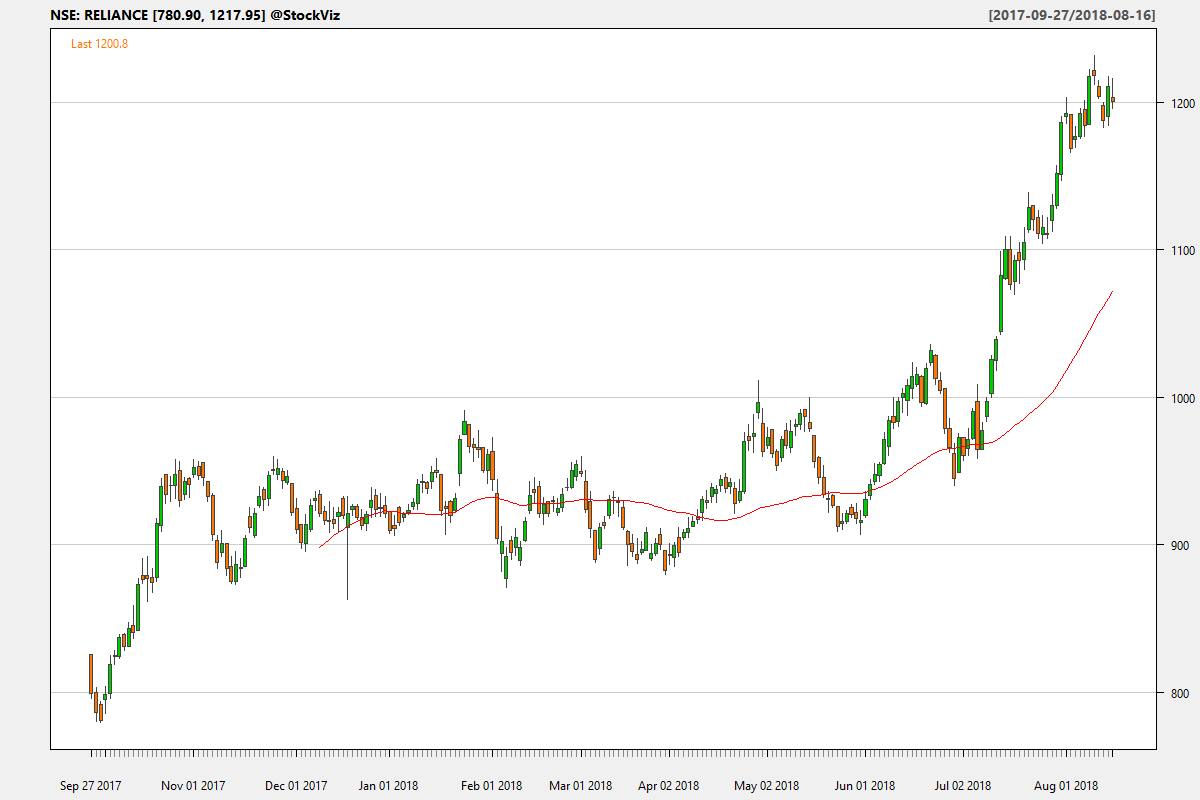 NSE: RELIANCE [780.90, 1217.95] @StockViz
[2017-09-27/2018-08-16]
Last 1200.8
1200
1100
1000
900
800
Sep 27 2017
Nov 01 2017
Dec 01 2017
Jan 01 2018
Feb 01 2018
Mar 01 2018
Apr 02 2018
May 02 2018
Jun 01 2018
Jul 02 2018
Aug 01 2018